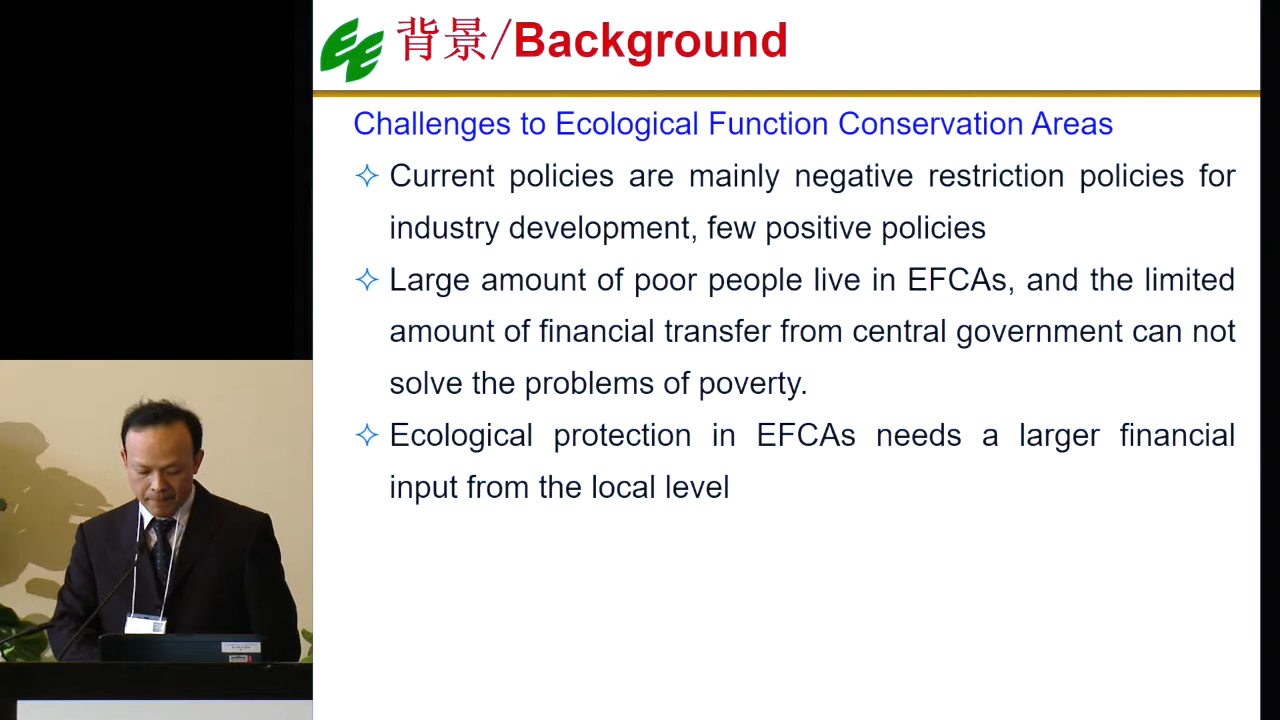 背景/Background
Challenges to Ecological Function Conservation Areas
Current policies are mainly negative restriction policies for
industry development, few positive policies
Large amount of poor people live in EFCAs, and the limited
amount of financial transfer from central government can not
solve the problems of poverty.
Ecological protection in EFCAs needs a larger financial
input from the local level